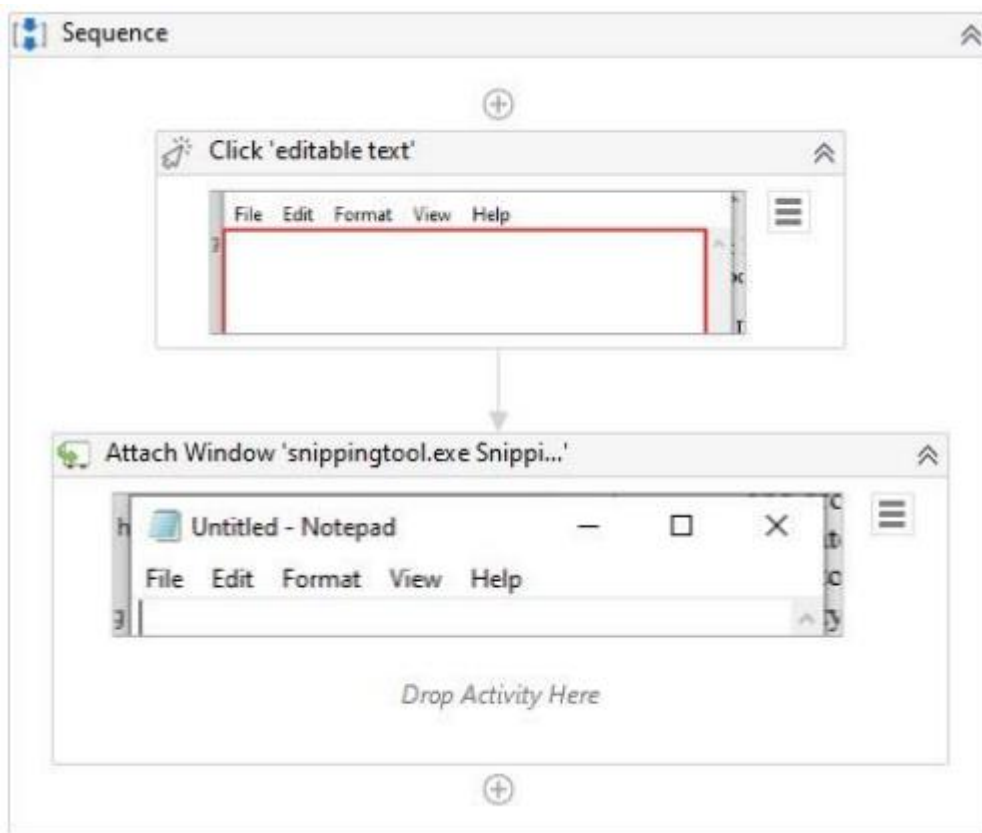 Sequence
Click 'editable text'
File Edit Format View Help
Attach Window 'snippingtool.exe Snippi...'
Untitled - Notepad
File Edit Format View Help
Drop Activity Here